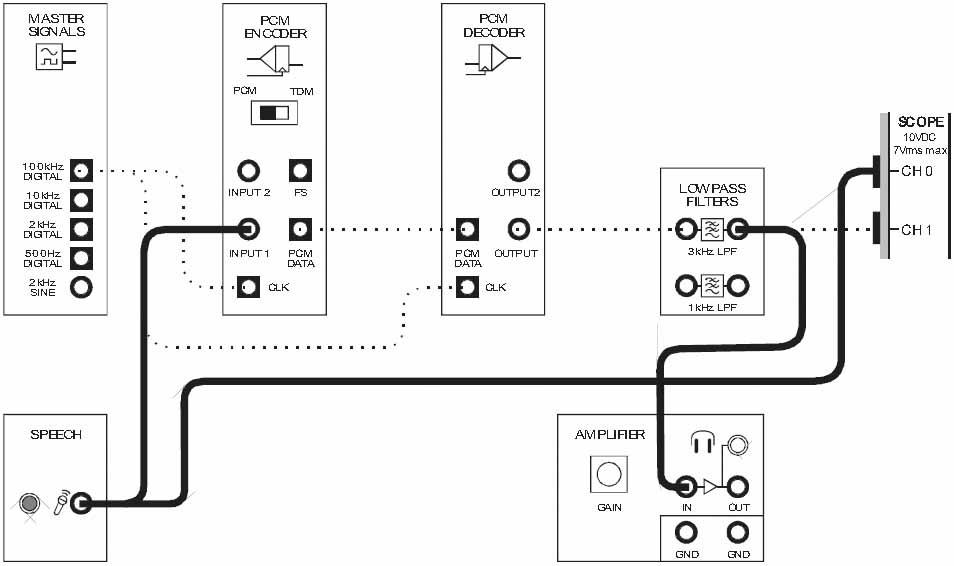 MASTER
SIGNALS
100kHz
DIGITAL
10kHz
DIGITAL
2kHz
DIGITAL
500Hz
DIGITAL
2kHz
SINE
PCM
ENCODER
PCM
TDM
INPUT 2
FS
INPUT 1
PCM
DATA
CLK
PCM
DECODER
OUTPUT2
PCM
DATA
OUTPUT
CLK
LOWPASS
FILTERS
3kHz LPF
1kHz LPF
SCOPE
10VDC
7Vrms max
CH 0
CH 1
SPEECH
AMPLIFIER
GAIN
IN
OUT
GND
GND